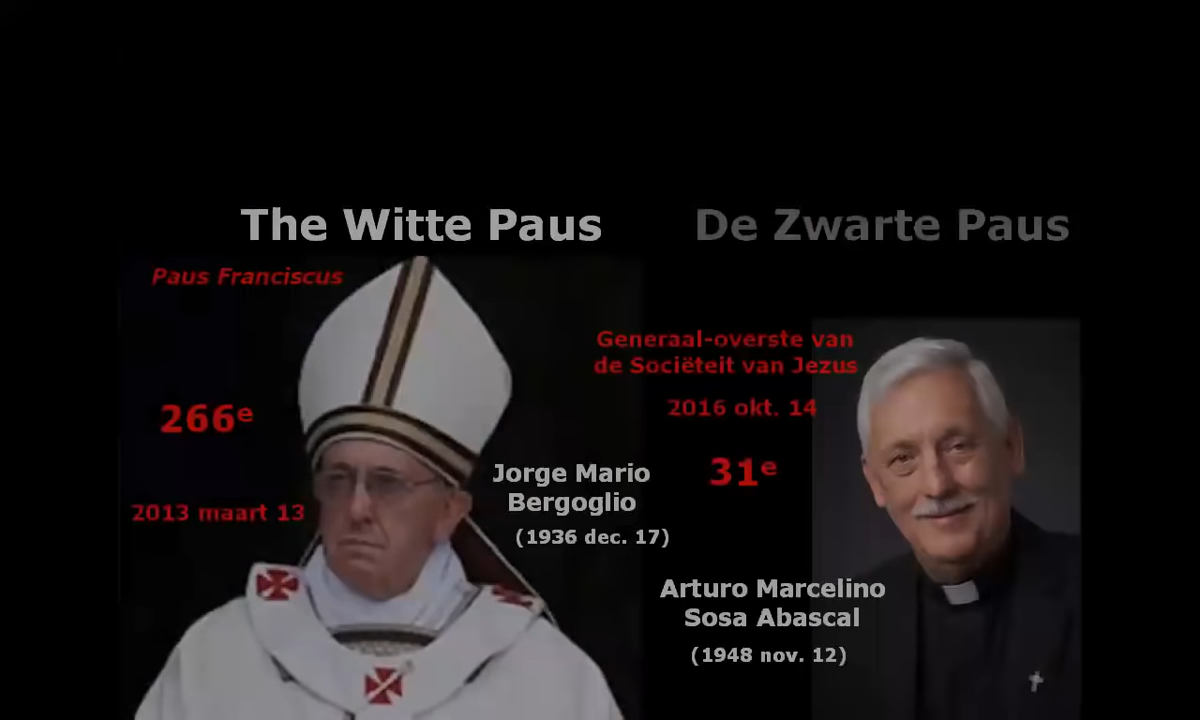 The Witte Paus
Paus Franciscus
266e
2013 maart 13
Jorge Mario
Bergoglio
(1936 dec. 17)
De Zwarte Paus
Generaal-overste van
de Sociëteit van Jezus
2016 okt. 14
31e
Arturo Marcelino
Sosa Abascal
(1948 nov. 12)